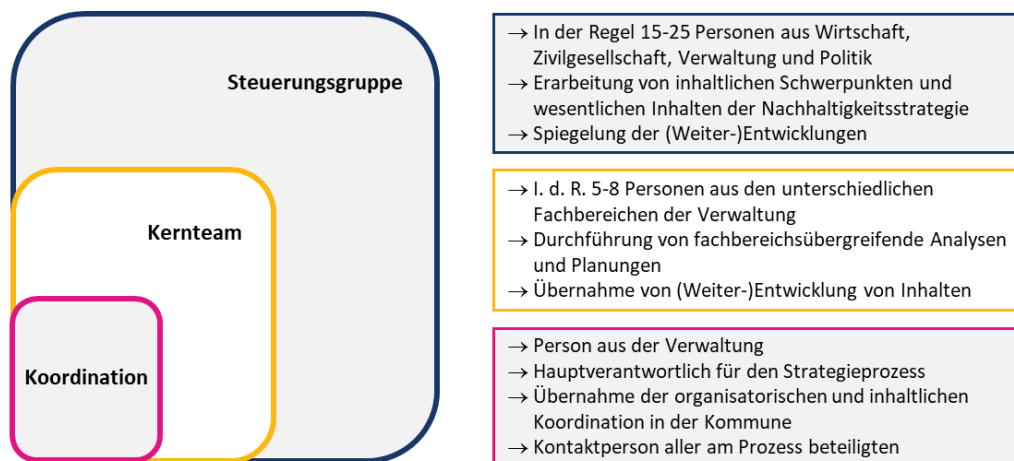 Steuerungsgruppe
Kernteam
Koordination
→ In der Regel 15-25 Personen aus Wirtschaft,
Zivilgesellschaft, Verwaltung und Politik
→ Erarbeitung von inhaltlichen Schwerpunkten und
wesentlichen Inhalten der Nachhaltigkeitsstrategie
→ Spiegelung der (Weiter-)Entwicklungen
→ I. d. R. 5-8 Personen aus den unterschiedlichen
Fachbereichen der Verwaltung
→ Durchführung von fachbereichsübergreifende Analysen
und Planungen
→ Übernahme von (Weiter-)Entwicklung von Inhalten
→ Person aus der Verwaltung
→ Hauptverantwortlich für den Strategieprozess
→ Übernahme der organisatorischen und inhaltlichen
Koordination in der Kommune
→ Kontaktperson aller am Prozess beteiligten